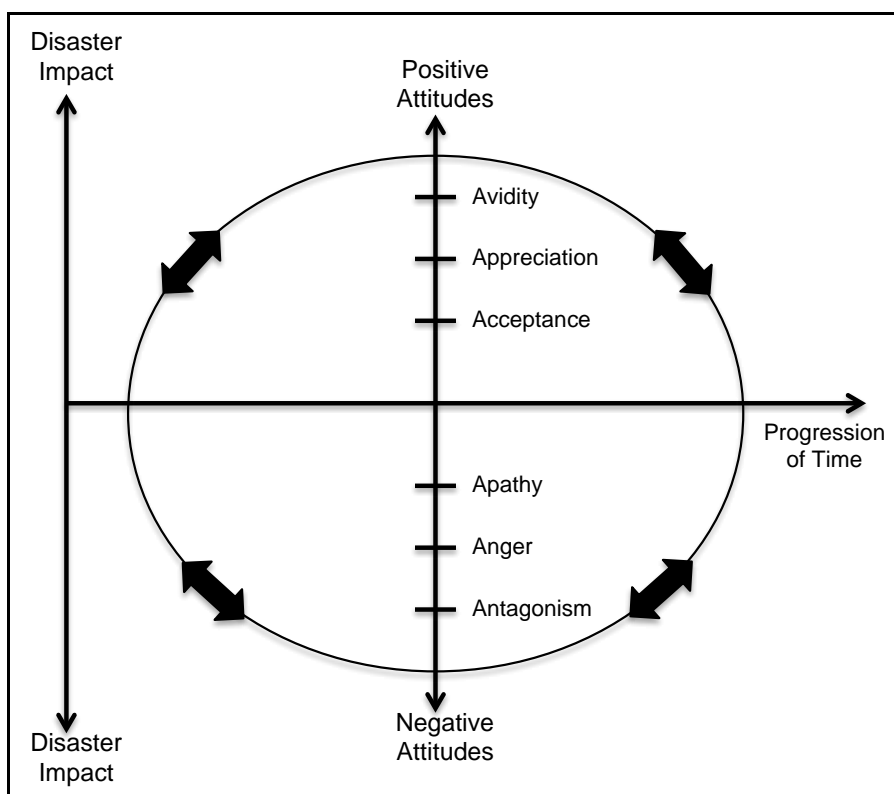 Disaster
Impact
Positive
Attitudes
Avidity
Appreciation
Acceptance
Progression
of Time
Apathy
Anger
Antagonism
Negative
Attitudes
Disaster
Impact